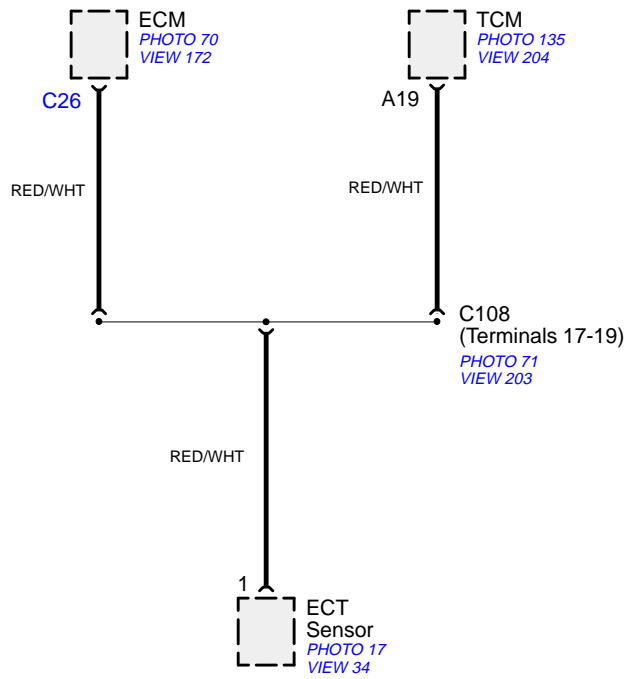 ECM
PHOTO 70
VIEW 172
TCM
PHOTO 135
VIEW 204
C26
A19
RED/WHT
RED/WHT
C108
(Terminals 17-19)
PHOTO 71
VIEW 203
RED/WHT
1
ECT
Sensor
PHOTO 17
VIEW 34